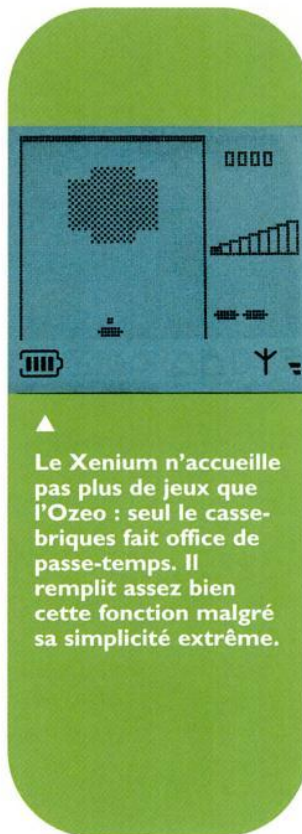 0000
Le Xenium n’accueille
pas plus de jeux que
l’Ozeo : seul le casse-
briques fait office de
passe-temps. Il
remplit assez bien
cette fonction malgré
sa simplicité extrême.